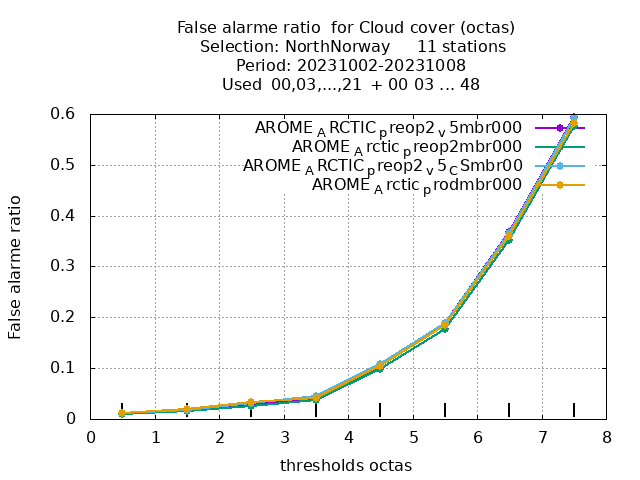 False alarme ratio  for Cloud cover (octas)
Selection: NorthNorway     11 stations
Period: 20231002-20231008
Used  00,03,...,21  + 00 03 ... 48
AROME_ARCTIC_preop2_v5mbr000
AROME_Arctic_preop2mbr000
AROME_ARCTIC_preop2_v5_CSmbr00
AROME_Arctic_prodmbr000
False alarme ratio
0.6
0.5
0.4
0.3
0.2
0.1
0
0 1 2 3 4 5 6 7 8
thresholds octas